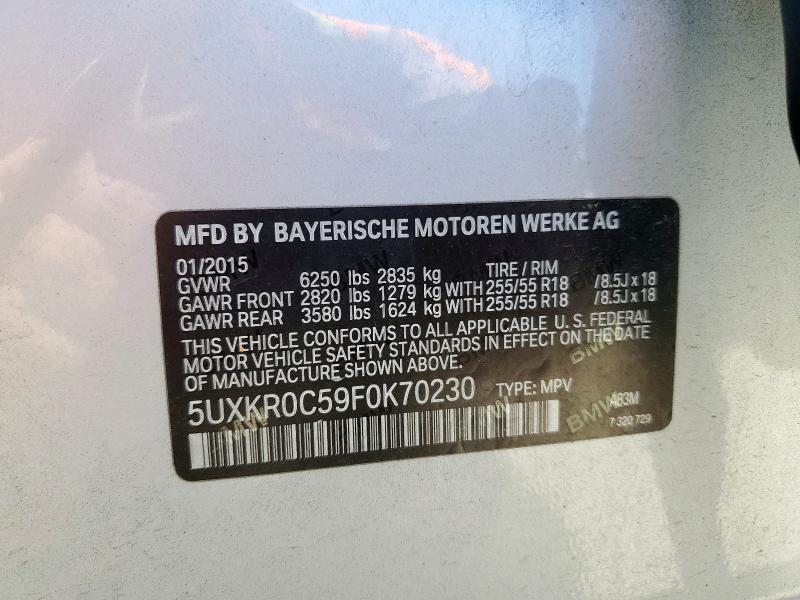 MFD BY BAYERISCHE MOTOREN WERKE AG
01/2015 TIRE / RIM
GVWR 6250 lbs 2835 kg
GAWR FRONT 2820 lbs 1279 kg WITH 255/55 R18 / 8.5J x 18
GAWR REAR 3580 lbs 1624 kg WITH 255/55 R18 / 8.5J x 18
THIS VEHICLE CONFORMS TO ALL APPLICABLE U.S. FEDERAL
MOTOR VEHICLE SAFETY STANDARDS IN EFFECT ON THE DATE
OF MANUFACTURE SHOWN ABOVE.
5UXKR0C59F0K70230 TYPE: MPV A83M
7 320 729